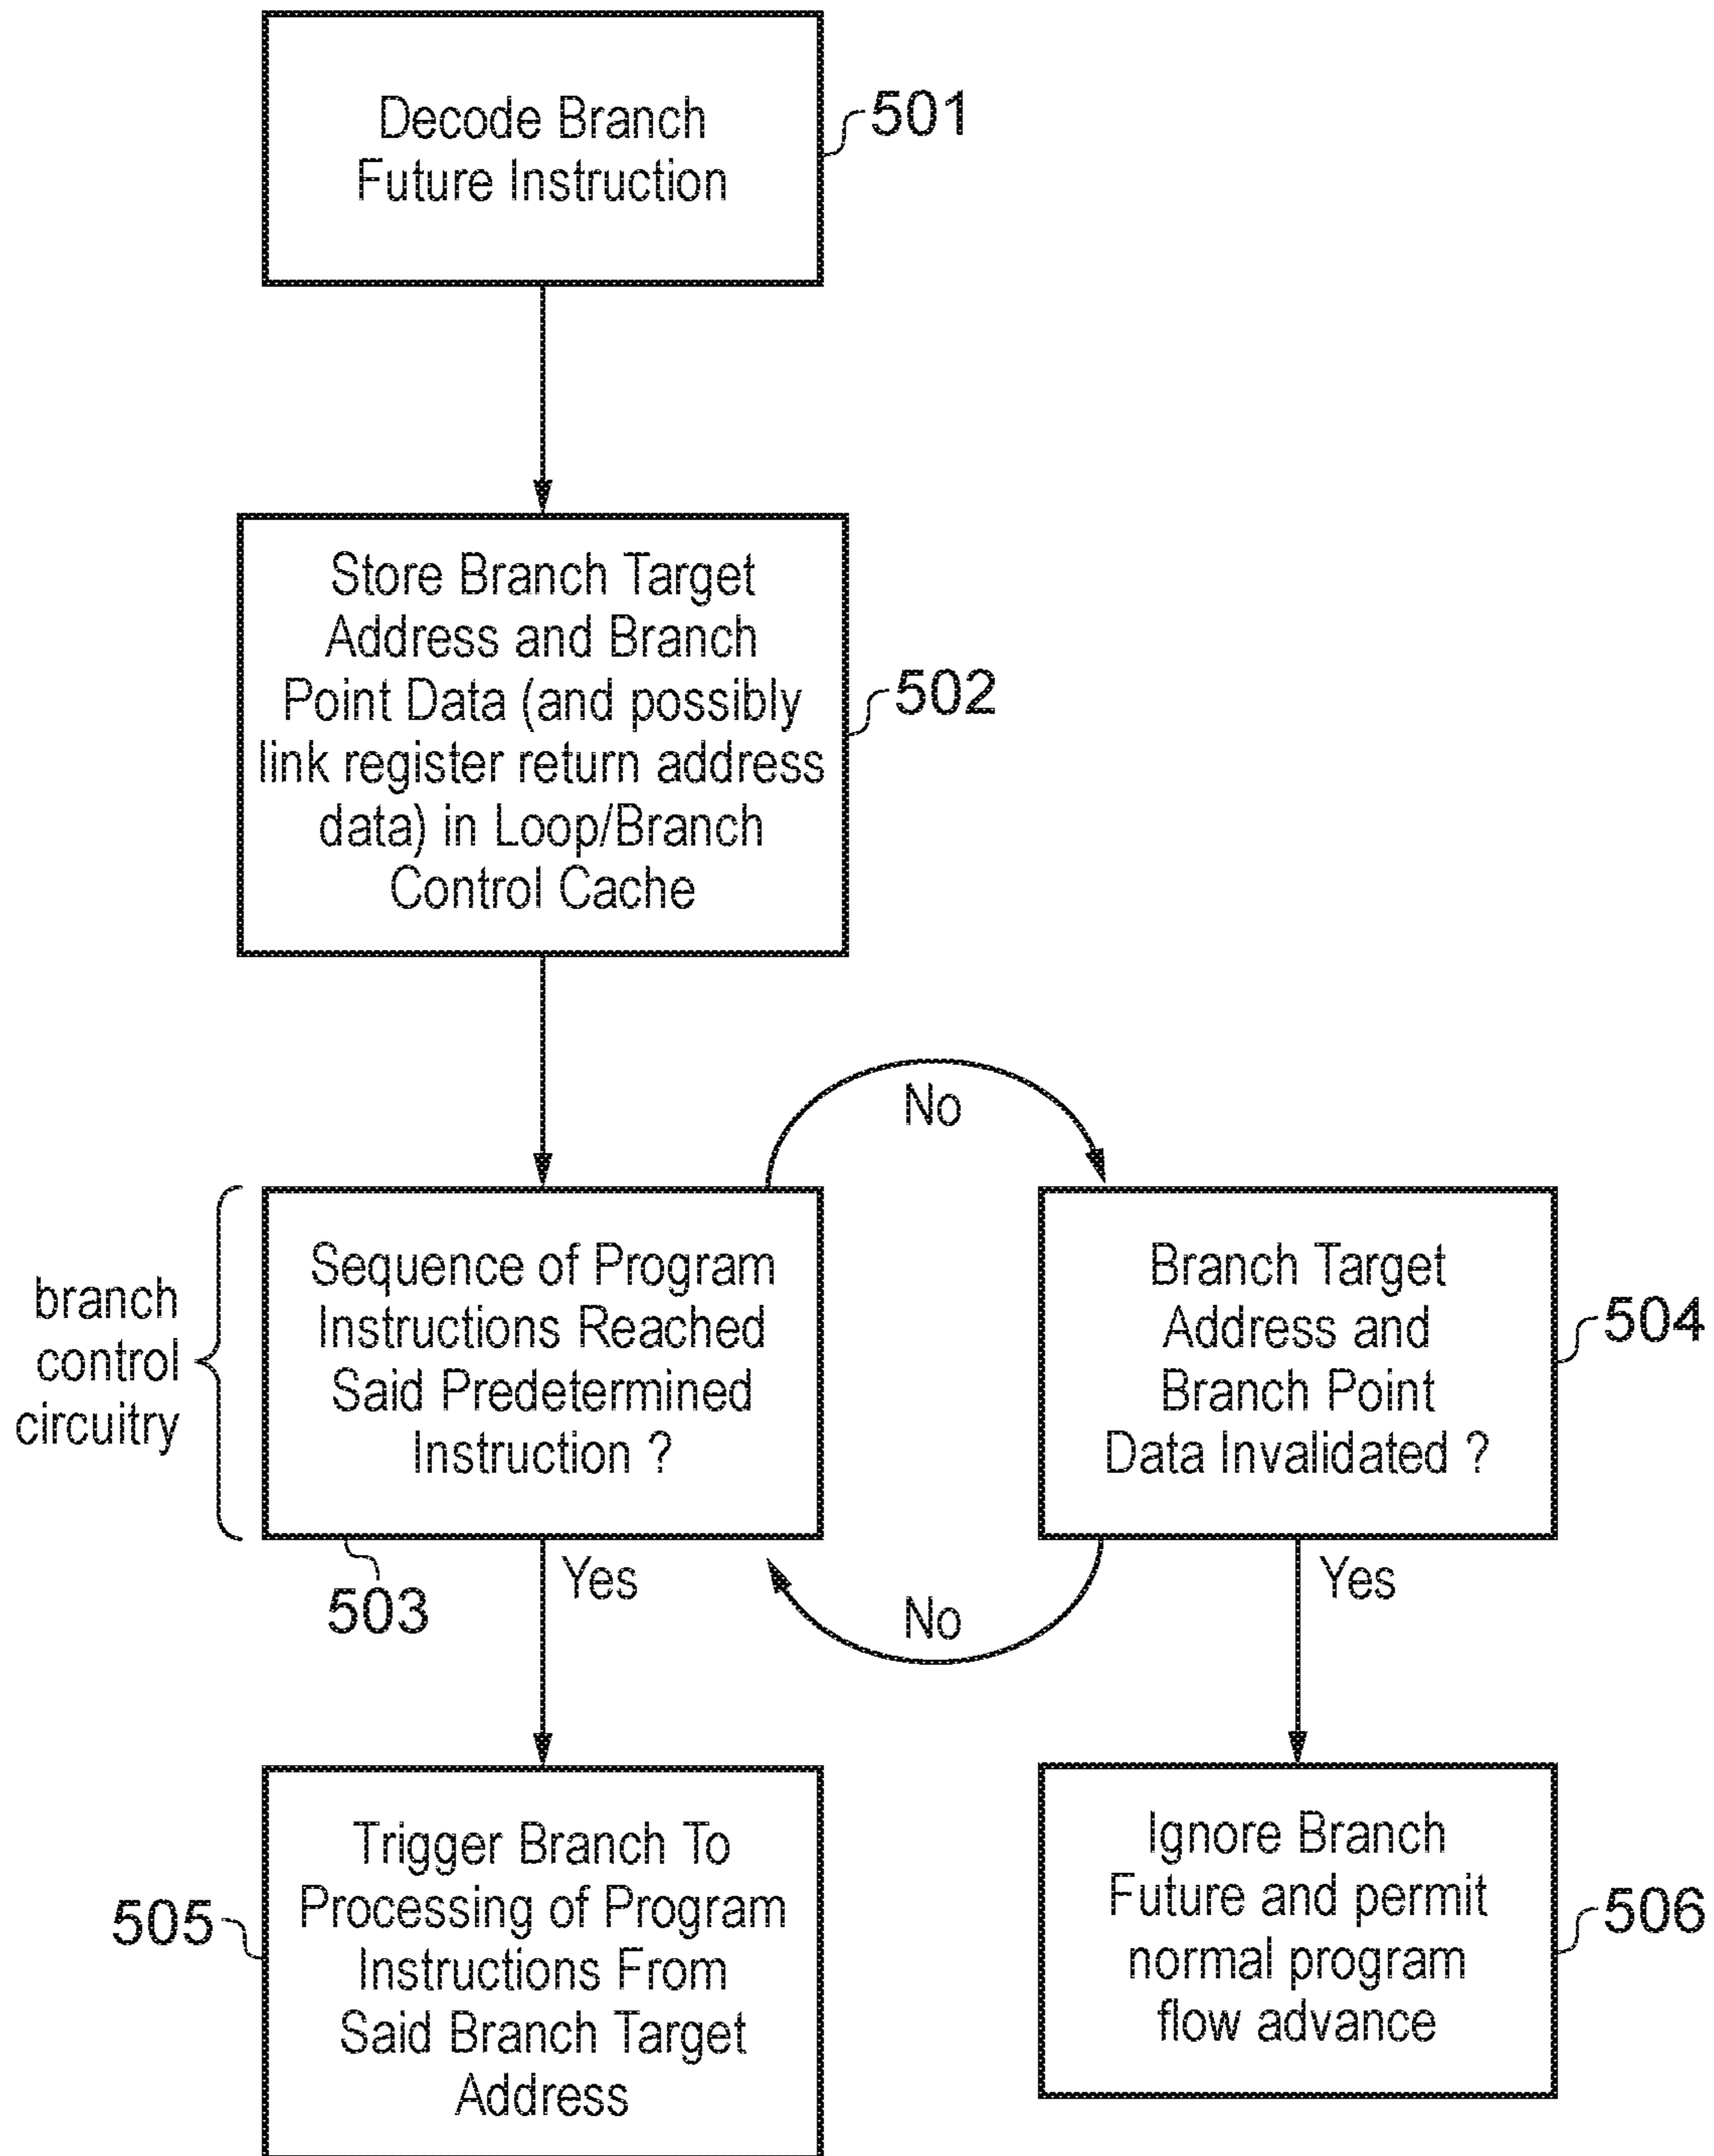 Decode Branch
Future Instruction
501
Store Branch Target
Address and Branch
Point Data (and possibly
link register return address
data) in Loop/Branch
Control Cache
502
No
branch
control
circuitry
Sequence of Program
Instructions Reached
Said Predetermined
Instruction ?
503
Branch Target
Address and
Branch Point
Data Invalidated ?
504
Yes
No
Yes
Trigger Branch To
Processing of Program
Instructions From
Said Branch Target
Address
505
Ignore Branch
Future and permit
normal program
flow advance
506